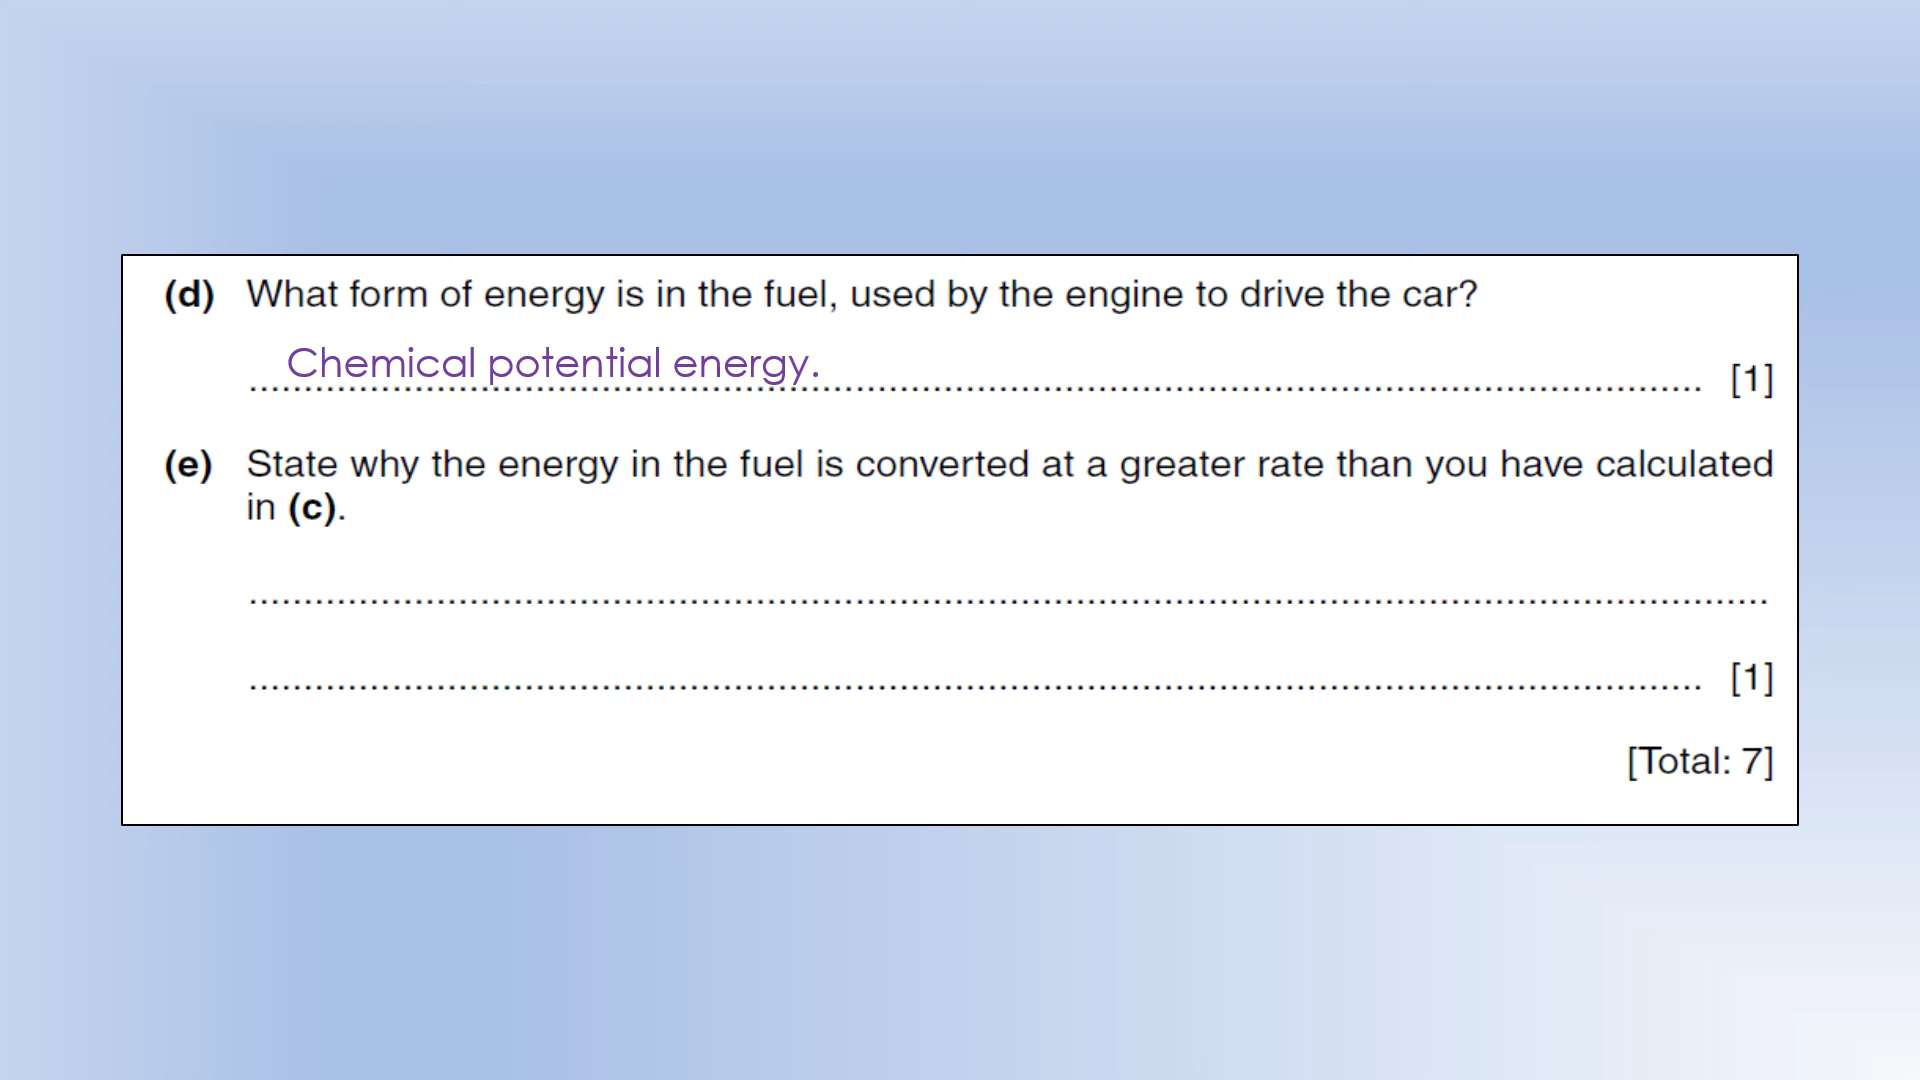 (d) What form of energy is in the fuel, used by the engine to drive the car?
Chemical potential energy.
................................................................................................................................ [1]
(e) State why the energy in the fuel is converted at a greater rate than you have calculated
in (c).
................................................................................................................................
................................................................................................................................ [1]
[Total: 7]